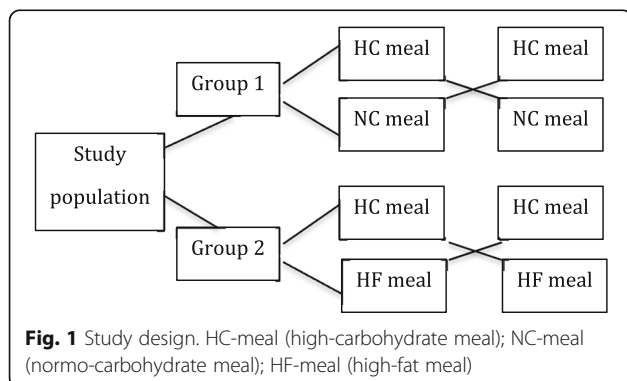 HC meal HC meal
Group 1
NC meal NC meal
Study
population
HC meal HC meal
Group 2
HF meal HF meal
Fig. 1 Study design. HC-meal (high-carbohydrate meal); NC-meal
(normo-carbohydrate meal); HF-meal (high-fat meal)